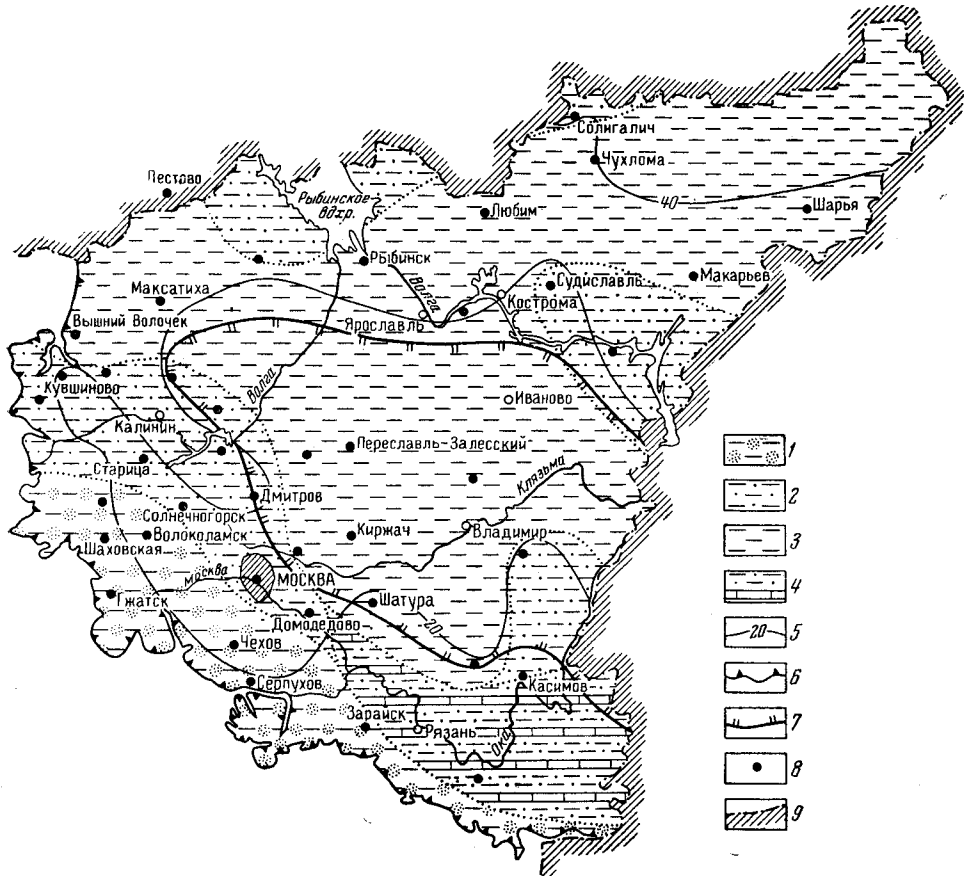 Солигалич
Чухлома
Пестово
Рыбинское
вдхр.
40
Шарья
Любим
Рыбинск
Судиславль
Макарьев
Волга
Максатиха
Кострома
Ярославль
Вышний Волочек
Кувшиново
Волга
Иваново
Калинин
Переславль-Залесский
1
Старица
Клязьма
Дмитров
2
Солнечногорск
Владимир
Волоколамск
Киржач
3
Шаховская
Москва
МОСКВА
4
Гжатск
Шатура
Домодедово
20
20
5
Чехов
Серпухов
Касимов
6
Зарайск
Рязань
Ока
7
8
9